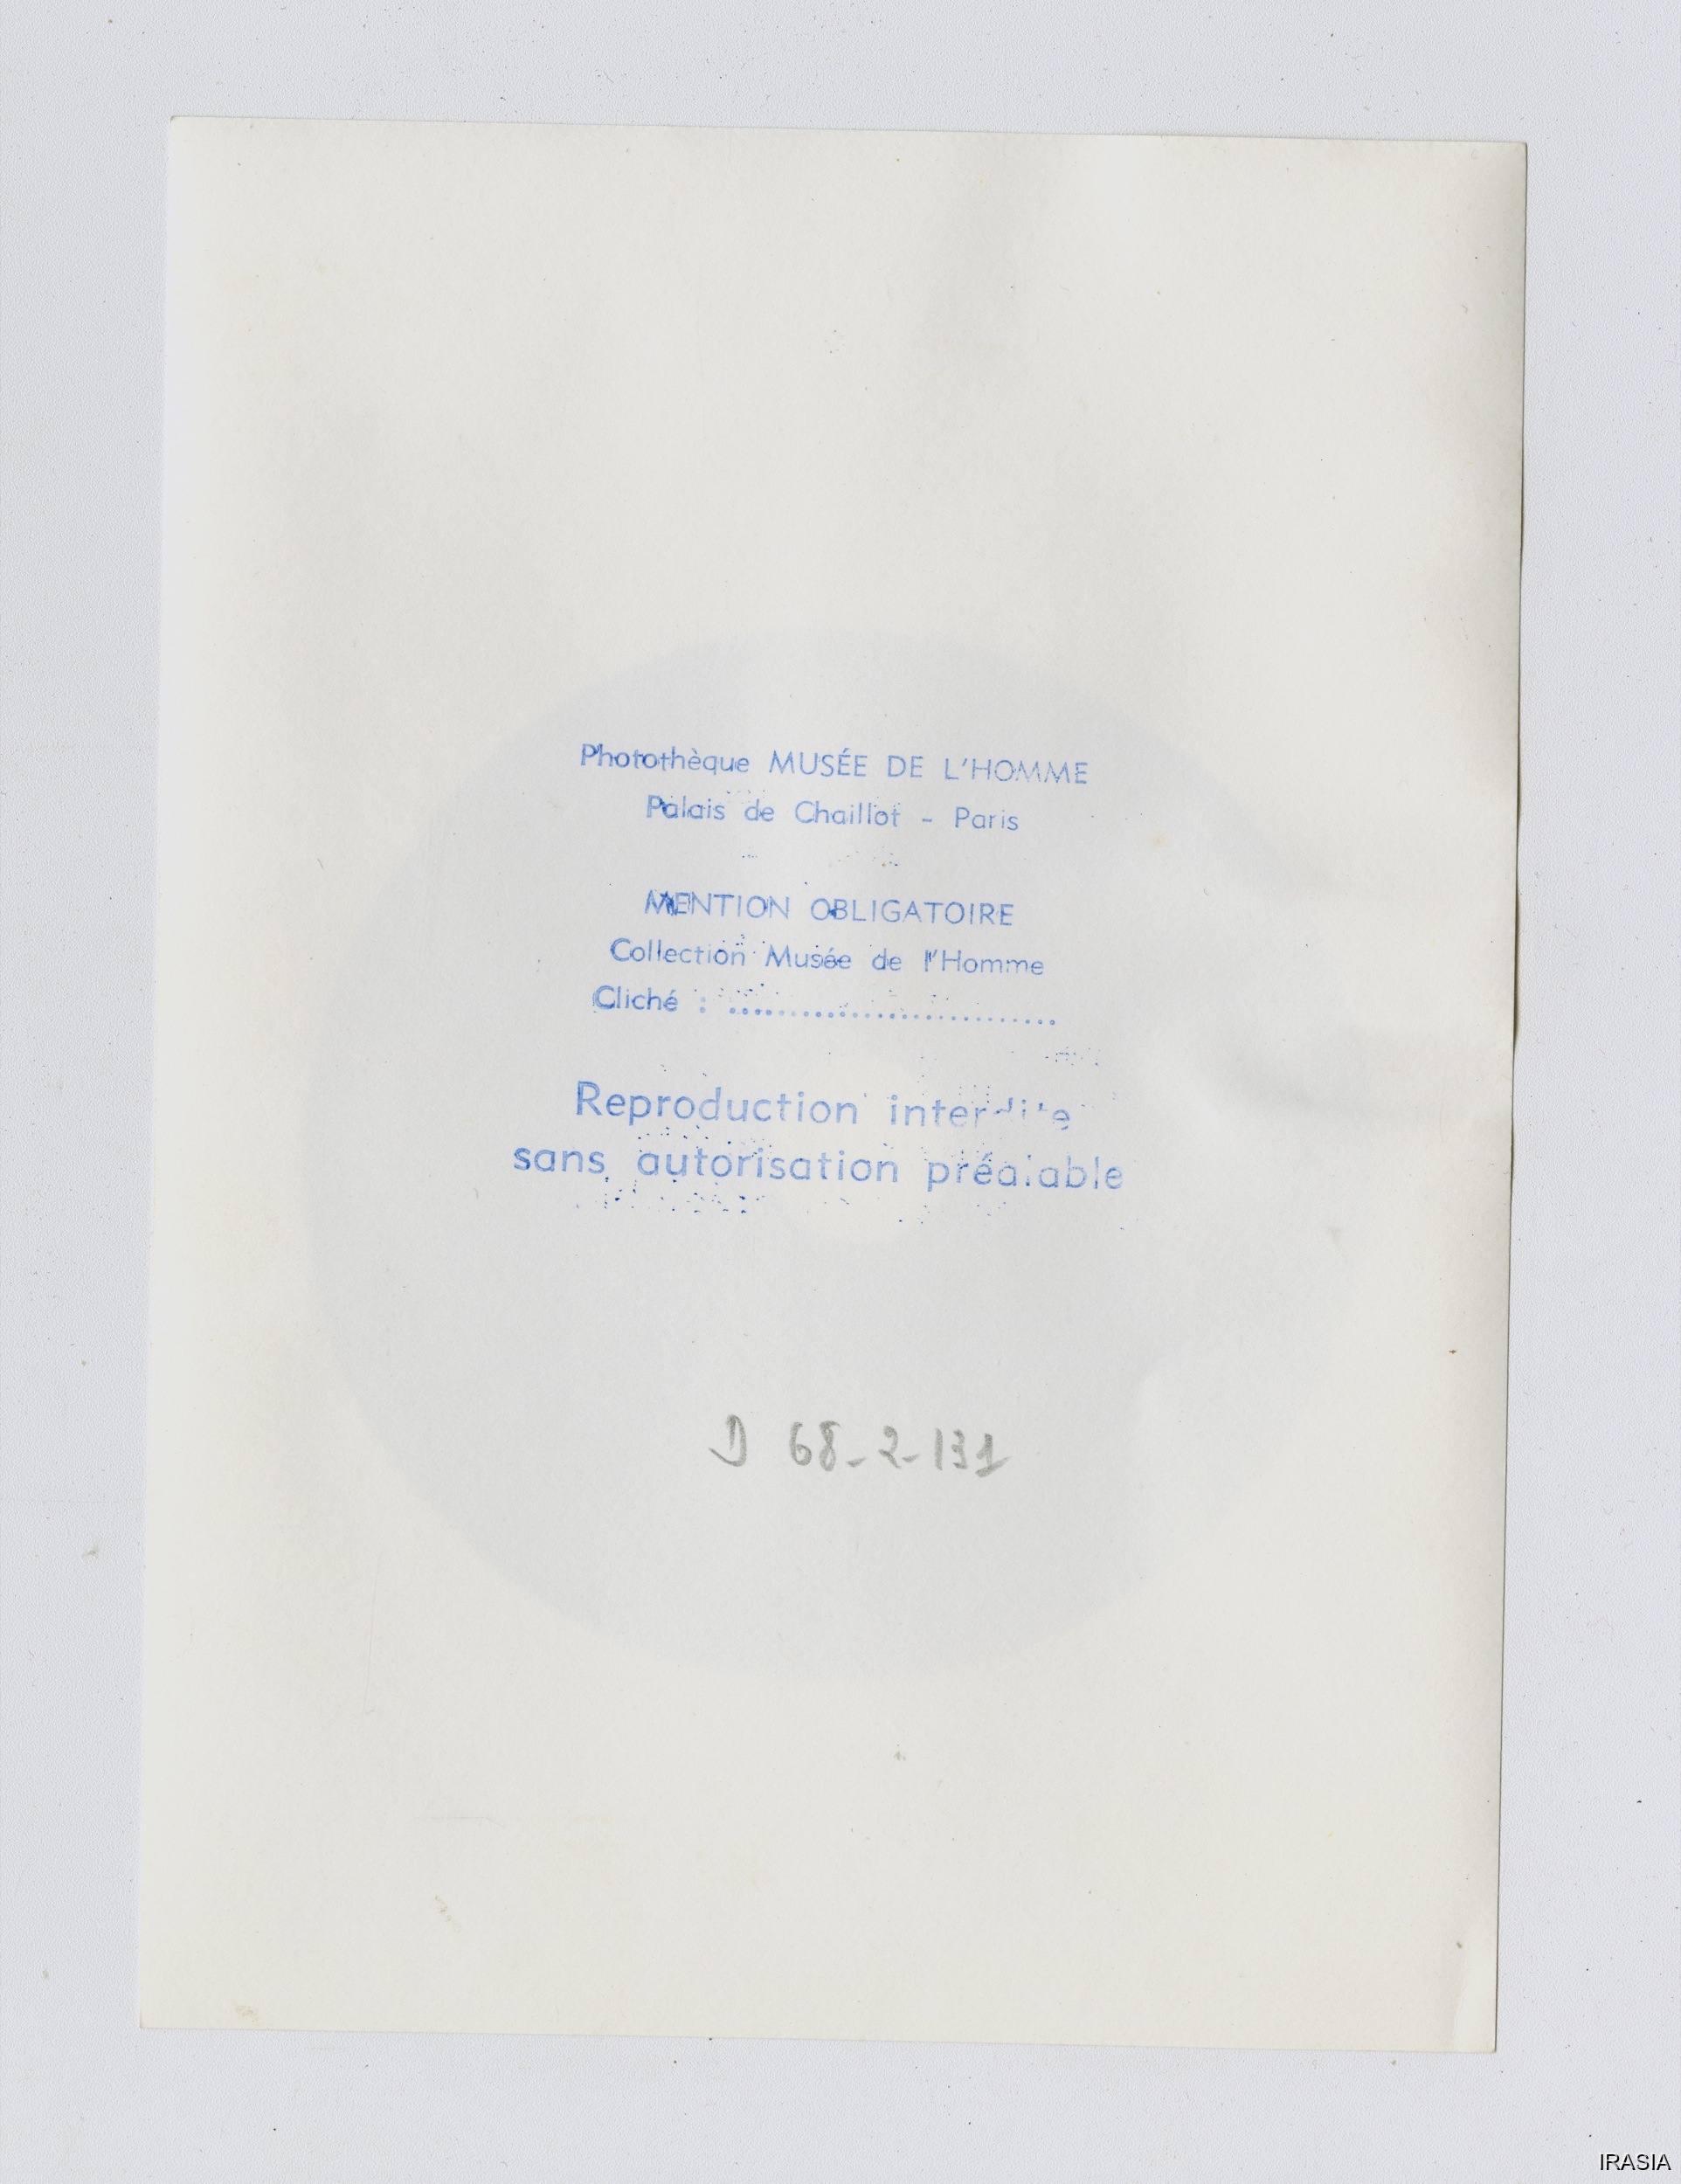 Photothèque MUSÉE DE L'HOMME
Palais de Chaillot - Paris
MENTION OBLIGATOIRE
Collection Musée de l'Homme
Cliché : ............................
Reproduction interdite
sans autorisation préalable
D 68-2-131
IRASIA